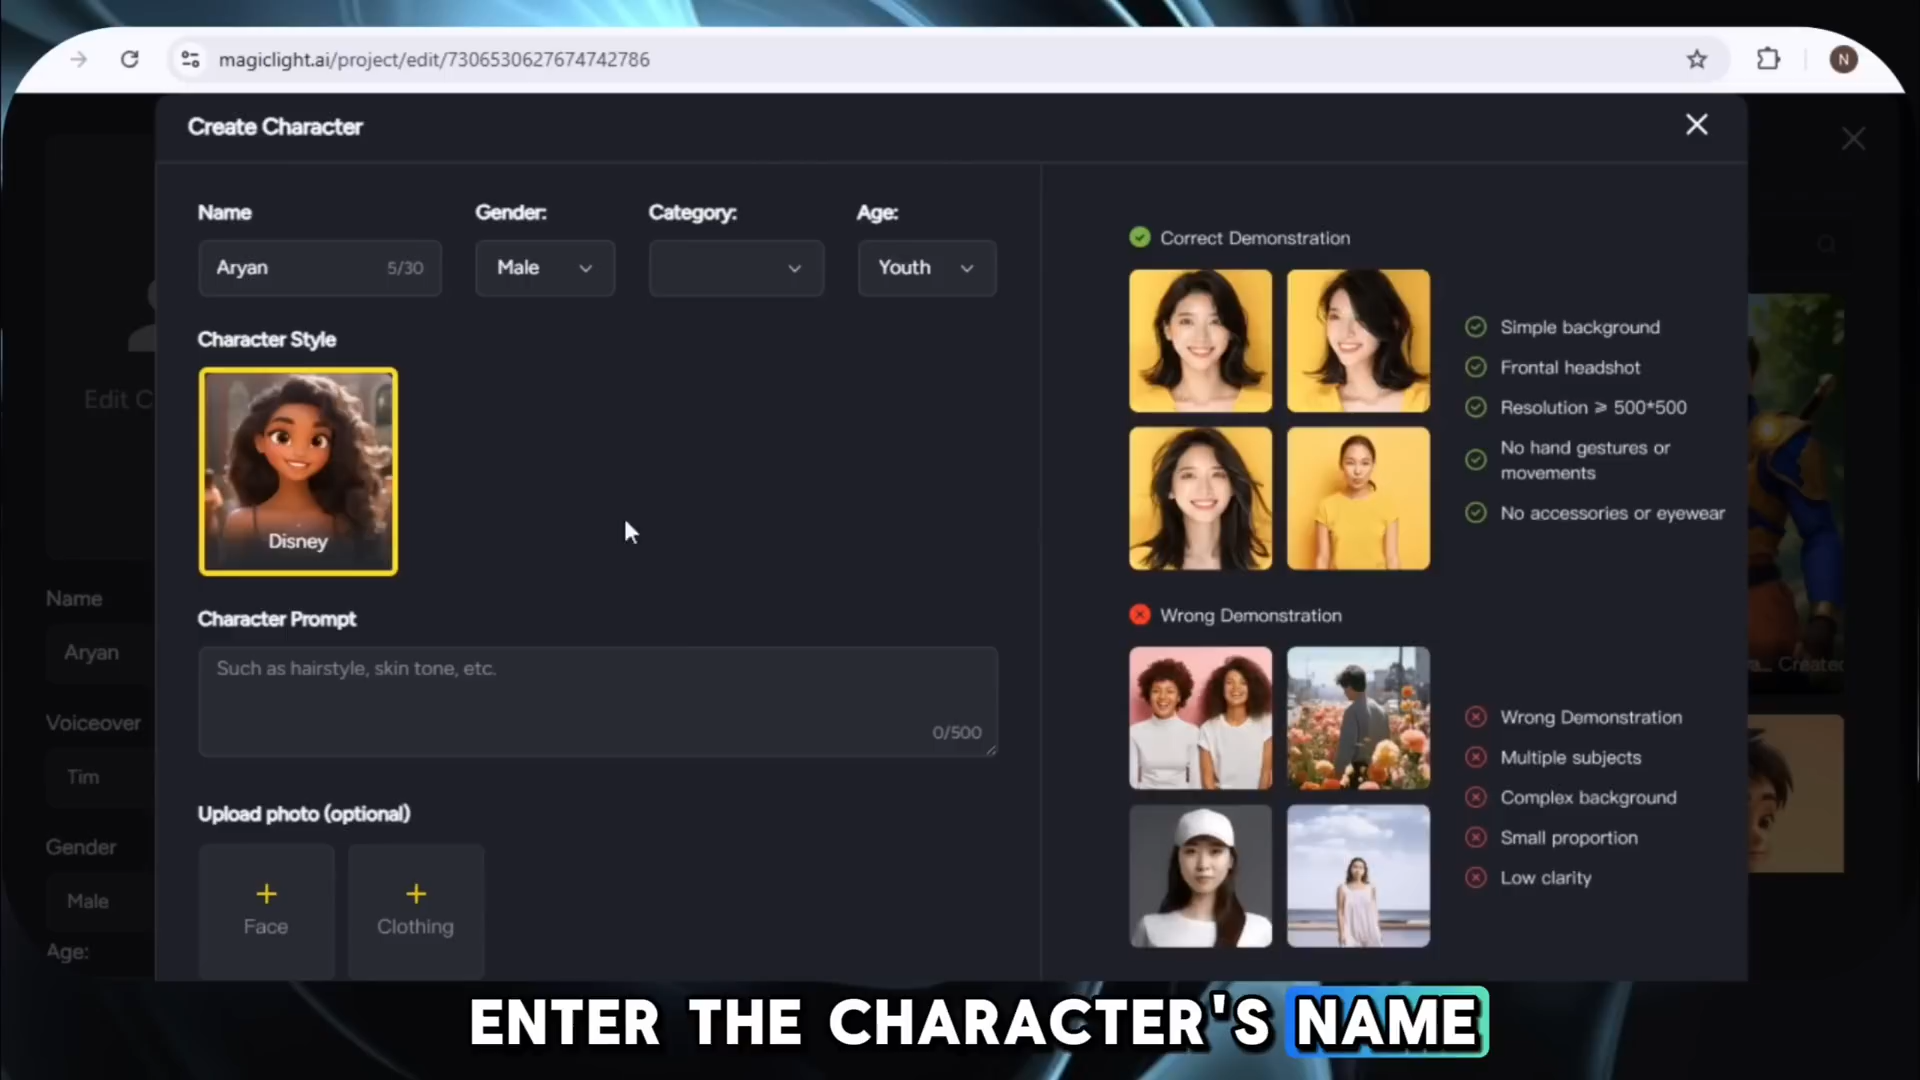 magiclight.ai/project/edit/7306530627674742786
N
Create Character
Name
Gender:
Category:
Age:
Aryan
5/30
Male
Youth
Character Style
Disney
Character Prompt
Such as hairstyle, skin tone, etc.
0/500
Upload photo (optional)
+
Face
+
Clothing
Correct Demonstration
Simple background
Frontal headshot
Resolution ⩾ 500*500
No hand gestures or
movements
No accessories or eyewear
Wrong Demonstration
Wrong Demonstration
Multiple subjects
Complex background
Small proportion
Low clarity
Edit C
Name
Aryan
Voiceover
Tim
Gender
Male
Age:
a... Created
ENTER THE CHARACTER'S NAME